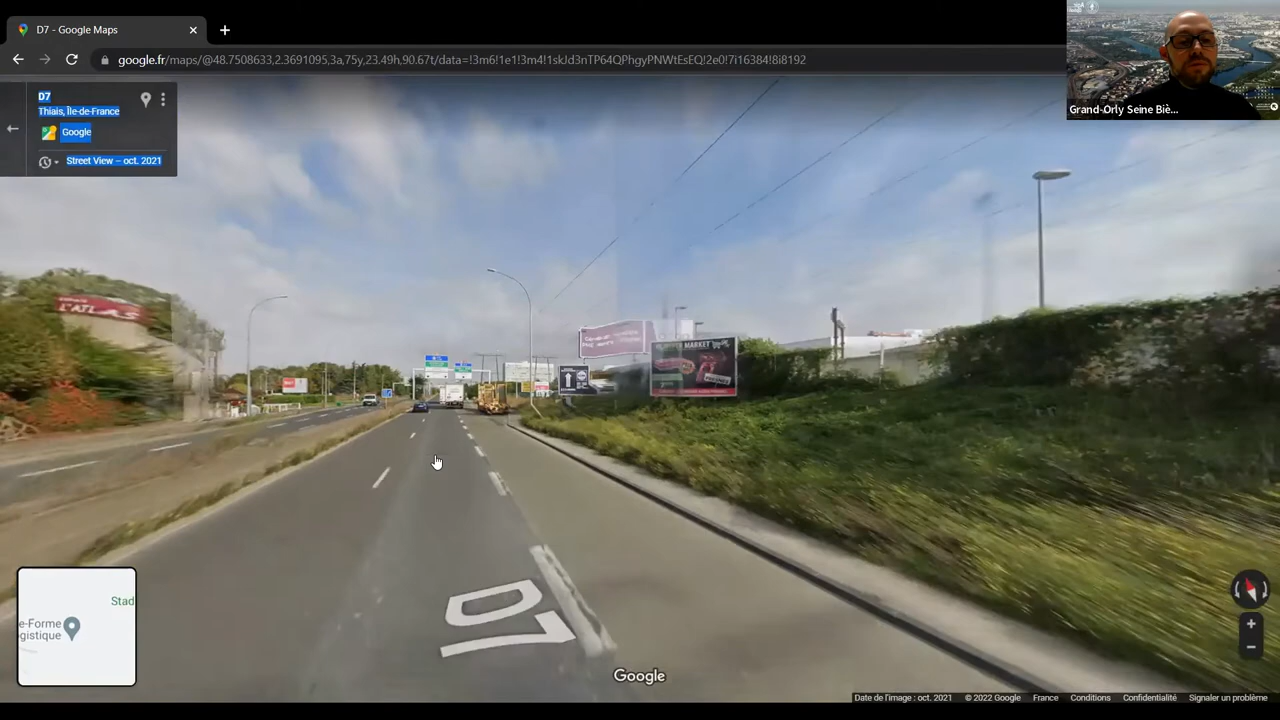 D7 - Google Maps
google.fr/maps/@48.7508633,2.3691095,3a,75y,23.49h,90.67t/data=!3m6!1e1!3m4!1skJd3nTP64QPhgyPNWtEsEQ!2e0!7i16384!8i8192
Grand-Orly Seine Biè...
D7
Thiais, Île-de-France
Google
Street View – oct. 2021
L'ATLAS
MARKET
D7
Stad
e-Forme
gistique
Google
Date de l'image : oct. 2021 © 2022 Google France Conditions Confidentialité Signaler un problème